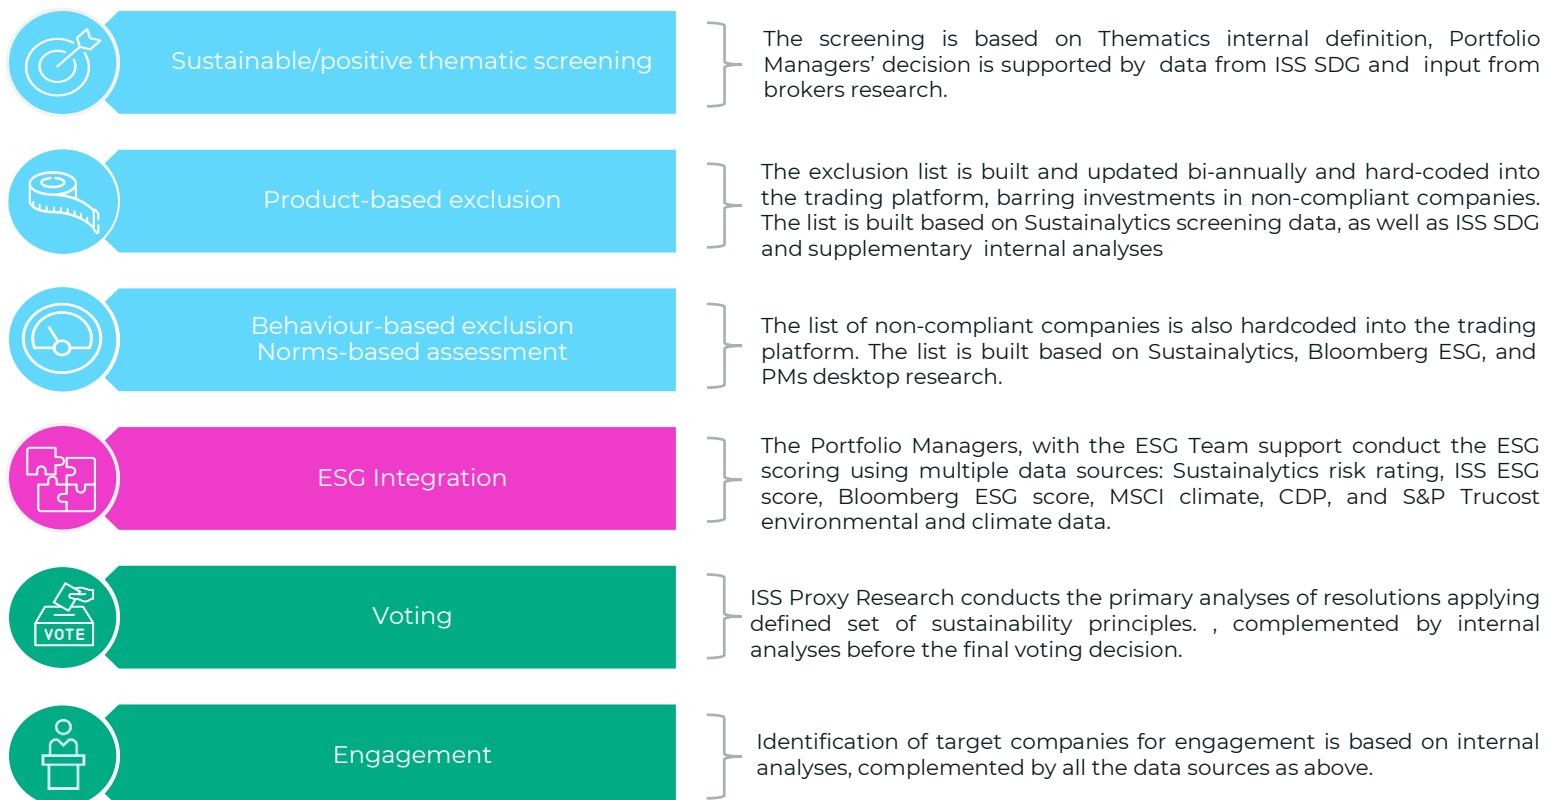 Sustainable/positive thematic screening
The screening is based on Thematics internal definition, Portfolio
Managers’ decision is supported by data from ISS SDG and input from
brokers research.
Product-based exclusion
The exclusion list is built and updated bi-annually and hard-coded into
the trading platform, barring investments in non-compliant companies.
The list is built based on Sustainalytics screening data, as well as ISS SDG
and supplementary internal analyses
Behaviour-based exclusion
Norms-based assessment
The list of non-compliant companies is also hardcoded into the trading
platform. The list is built based on Sustainalytics, Bloomberg ESG, and
PMs desktop research.
ESG Integration
The Portfolio Managers, with the ESG Team support conduct the ESG
scoring using multiple data sources: Sustainalytics risk rating, ISS ESG
score, Bloomberg ESG score, MSCI climate, CDP, and S&P Trucost
environmental and climate data.
VOTE
Voting
ISS Proxy Research conducts the primary analyses of resolutions applying
defined set of sustainability principles. , complemented by internal
analyses before the final voting decision.
Engagement
Identification of target companies for engagement is based on internal
analyses, complemented by all the data sources as above.